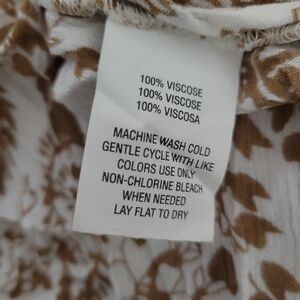 100% VISCOSE
100% VISCOSE
100% VISCOSA
MACHINE WASH COLD
GENTLE CYCLE WITH LIKE
COLORS USE ONLY
NON-CHLORINE BLEACH
WHEN NEEDED
LAY FLAT TO DRY